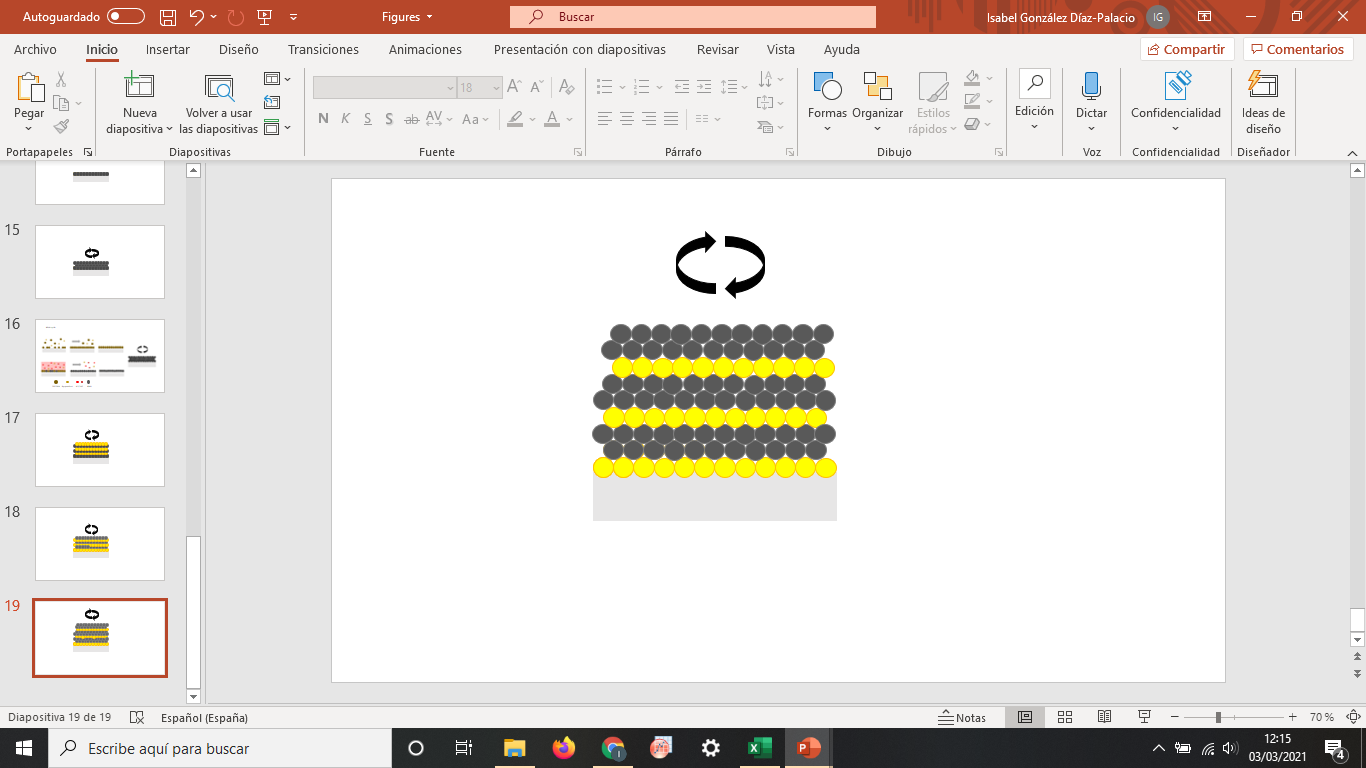 Autoguardado
Figures
Buscar
Isabel González Díaz-Palacio
IG
Archivo
Inicio
Insertar
Diseño
Transiciones
Animaciones
Presentación con diapositivas
Revisar
Vista
Ayuda
Compartir
Comentarios
Pegar
Nueva
diapositiva
Volver a usar
las diapositivas
18
N K S S ab AV Aa A
Formas
Organizar
Estilos
rápidos
Edición
Dictar
Confidencialidad
Ideas de
diseño
Portapapeles
Diapositivas
Fuente
Párrafo
Dibujo
Voz
Confidencialidad
Diseñador
15
16
17
18
19
Diapositiva 19 de 19
Español (España)
Notas
70 %
Escribe aquí para buscar
12:15
03/03/2021
4